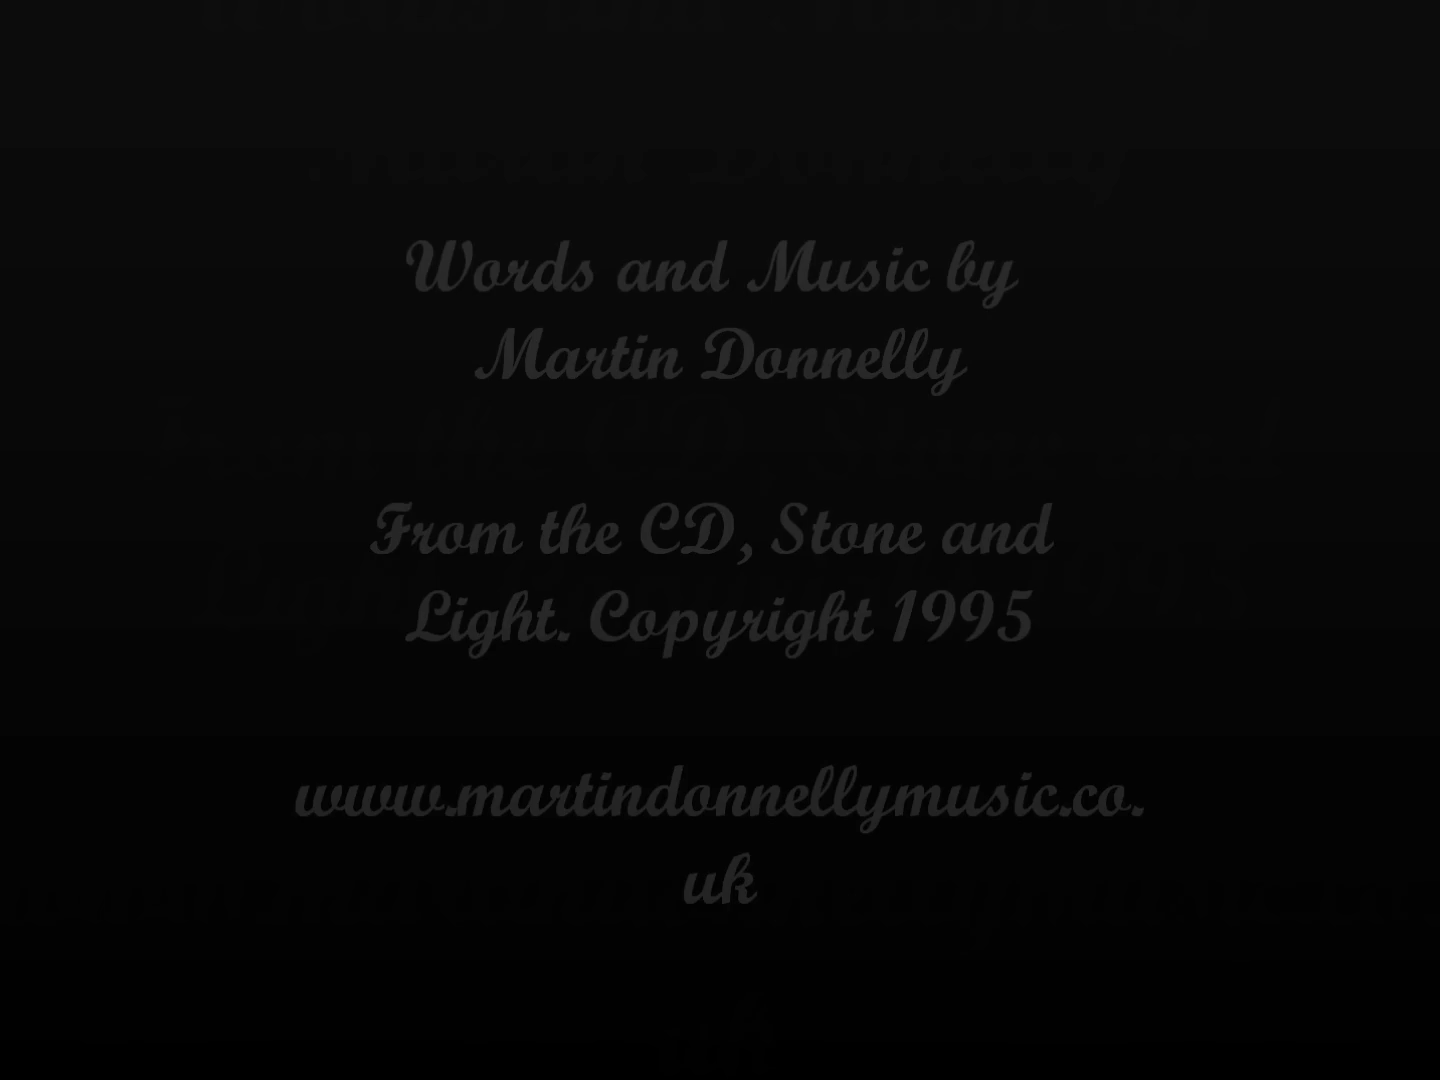 Words and Music by
Martin Donnelly
From the CD, Stone and
Light. Copyright 1995
www.martindonnellymusic.co.
uk